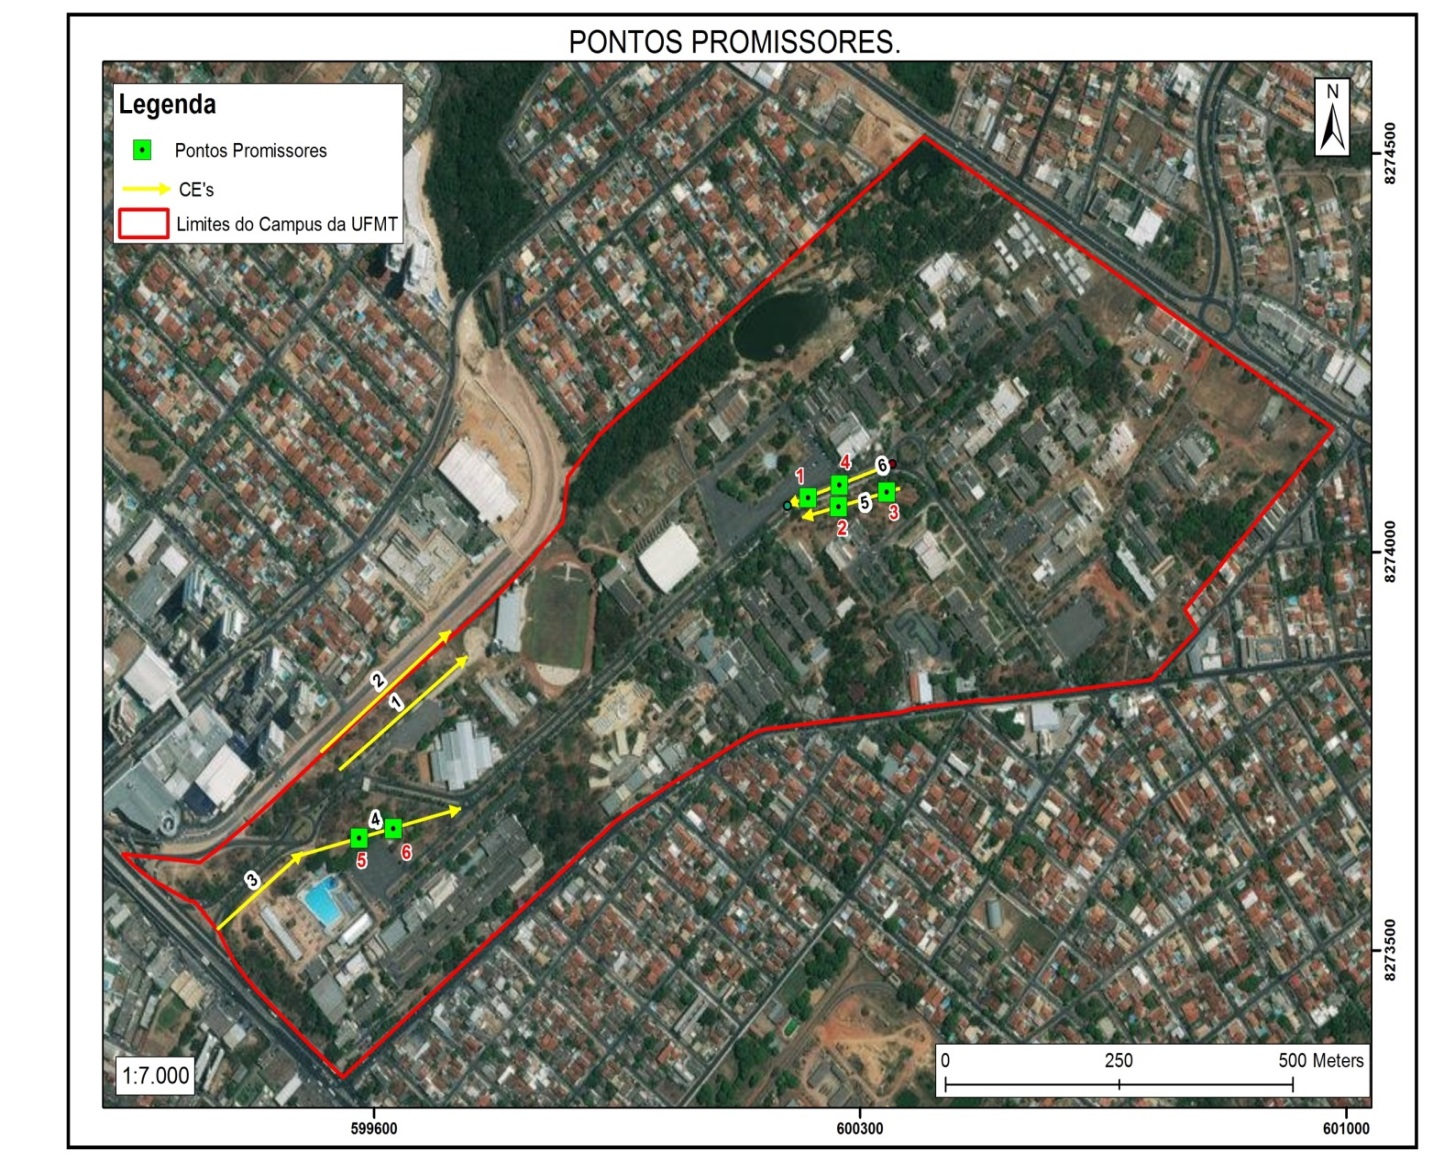 PONTOS PROMISSORES.
Legenda
Pontos Promissores
CE's
Limites do Campus da UFMT
N
8274500
8274000
8273500
1
4
6
5
2
3
2
1
4
5
6
3
1:7.000
0 250 500 Meters
599600 600300 601000